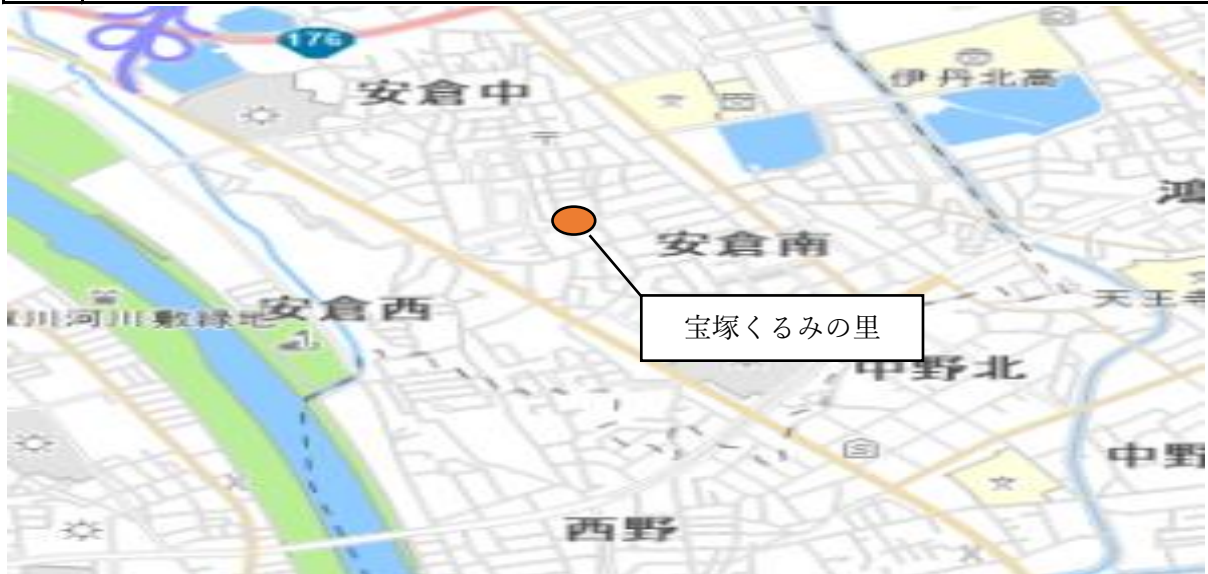 176
安倉中
伊丹北高
鴻
安倉南
天王寺
安倉西
川河川敷緑地
宝塚くるみの里
中野北
中野
西野